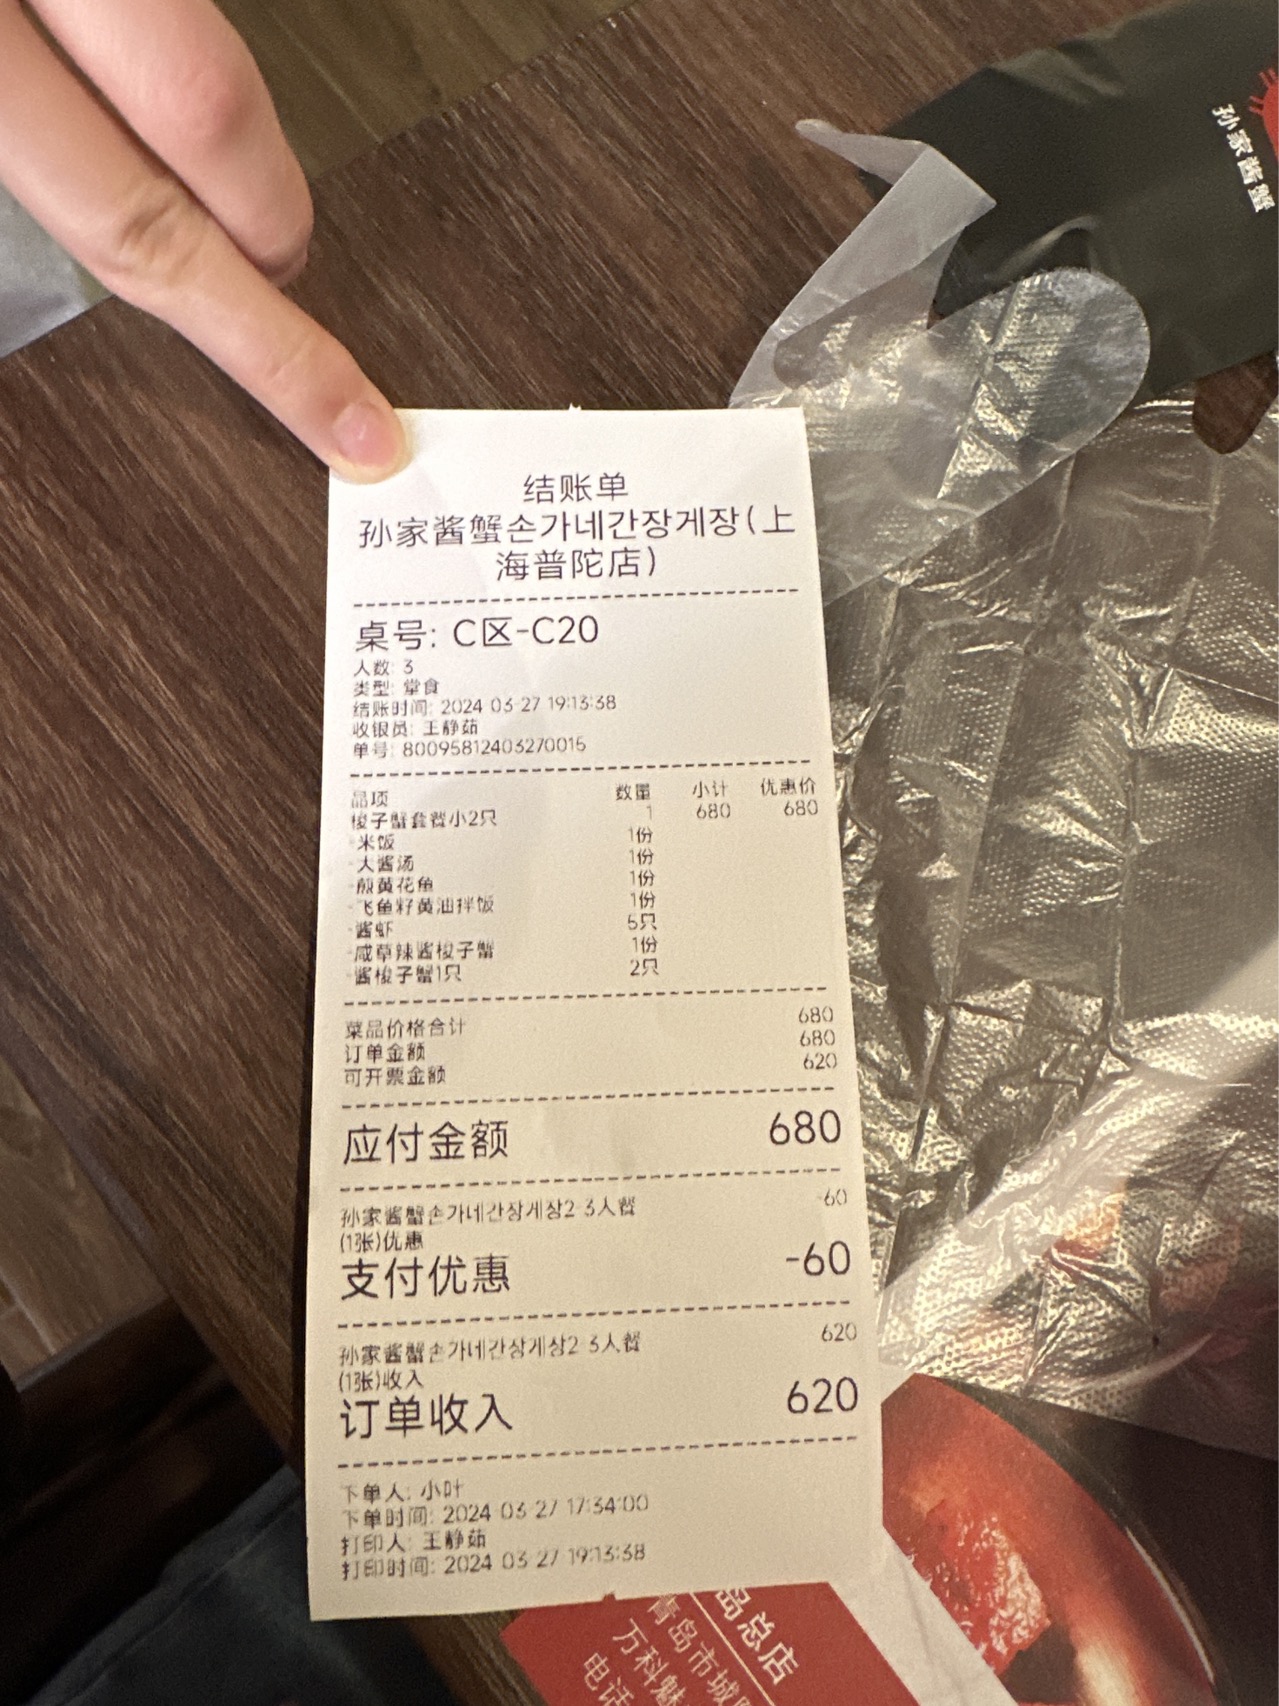 孙家酱蟹
结账单
孙家酱蟹손가네간장게장(上
海普陀店)
桌号: C区-C20
人数: 3
类型: 堂食
结账时间: 2024-03-27 19:13:38
收银员: 王静茹
单号: 80095812403270015
品项 数量 小计 优惠价
梭子蟹套餐小2只 1 680 680
-米饭 1份
-大酱汤 1份
-煎黄花鱼 1份
-飞鱼籽黄油拌饭 1份
-酱虾 5只
-咸草辣酱梭子蟹 1份
-酱梭子蟹1只 2只
菜品价格合计 680
订单金额 680
可开票金额 620
应付金额 680
孙家酱蟹손가네간장게장2-3人餐 -60
(1张)优惠
支付优惠 -60
孙家酱蟹손가네간장게장2-3人餐 620
(1张)收入
订单收入 620
下单人: 小叶
下单时间: 2024-03-27 17:34:00
打印人: 王静茹
打印时间: 2024-03-27 19:13:38
岛总店
青岛市城
万科魅
电话